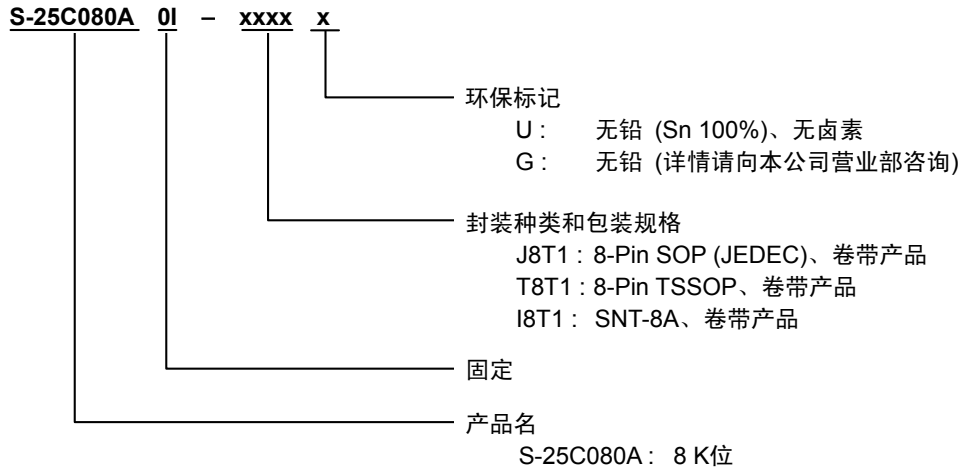 S-25C080A 0I – xxxx x
环保标记
U : 无铅 (Sn 100%)、无卤素
G : 无铅 (详情请向本公司营业部咨询)
封装种类和包装规格
J8T1 : 8-Pin SOP (JEDEC)、卷带产品
T8T1 : 8-Pin TSSOP、卷带产品
I8T1 : SNT-8A、卷带产品
固定
产品名
S-25C080A : 8 K位